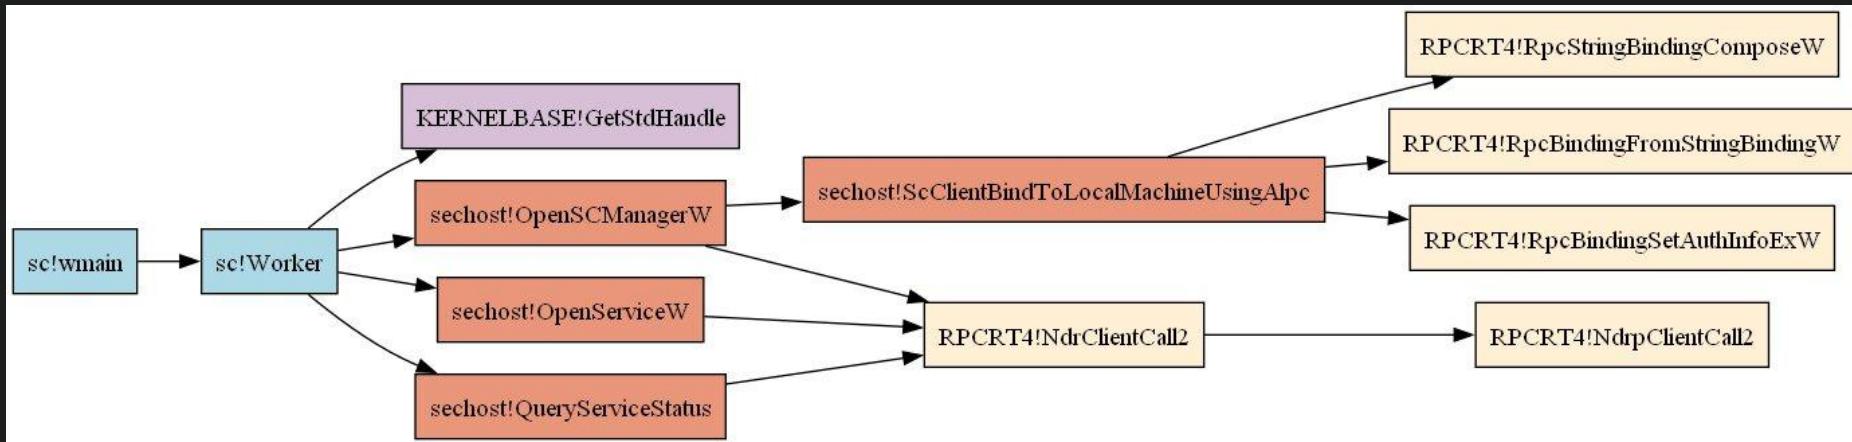 sc!wmain
sc!Worker
KERNELBASE!GetStdHandle
sechost!OpenSCManagerW
sechost!OpenServiceW
sechost!QueryServiceStatus
sechost!ScClientBindToLocalMachineUsingAlpc
RPCRT4!NdrClientCall2
RPCRT4!RpcStringBindingComposeW
RPCRT4!RpcBindingFromStringBindingW
RPCRT4!RpcBindingSetAuthInfoExW
RPCRT4!NdrpClientCall2